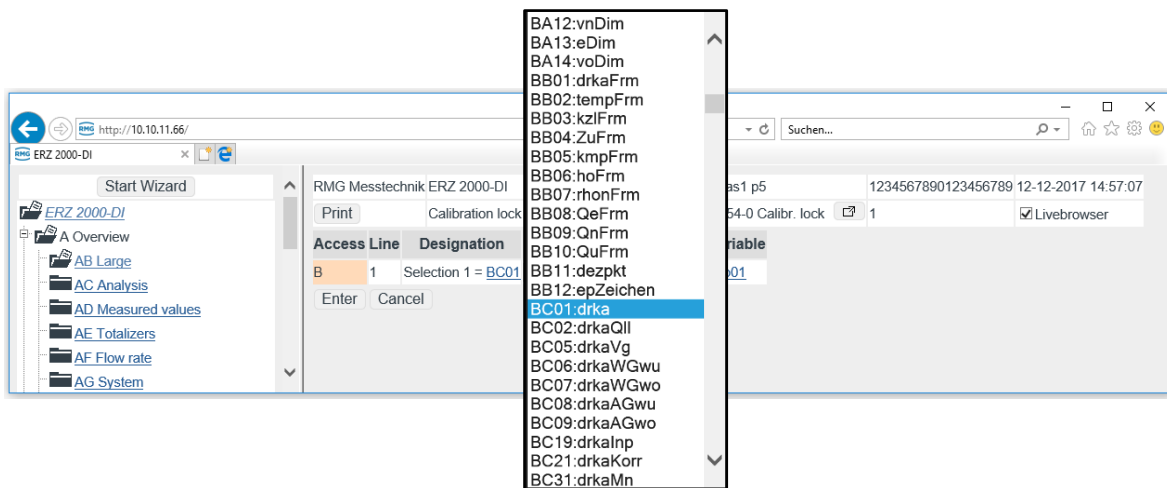 http://10.10.11.66/
Suchen...
RMG ERZ 2000-DI
Start Wizard
ERZ 2000-DI
A Overview
AB Large
AC Analysis
AD Measured values
AE Totalizers
AF Flow rate
AG System
RMG Messtechnik ERZ 2000-DI as1 p5 1234567890123456789 12-12-2017 14:57:07
Print Calibration lock 54-0 Calibr. lock 1 Livebrowser
Access Line Designation riable
B 1 Selection 1 = BC01 o01
Enter Cancel
BA12:vnDim
BA13:eDim
BA14:voDim
BB01:drkaFrm
BB02:tempFrm
BB03:kzlFrm
BB04:ZuFrm
BB05:kmpFrm
BB06:hoFrm
BB07:rhonFrm
BB08:QeFrm
BB09:QnFrm
BB10:QuFrm
BB11:dezpkt
BB12:epZeichen
BC01:drka
BC02:drkaQll
BC05:drkaVg
BC06:drkaWGwu
BC07:drkaWGwo
BC08:drkaAGwu
BC09:drkaAGwo
BC19:drkaInp
BC21:drkaKorr
BC31:drkaMn